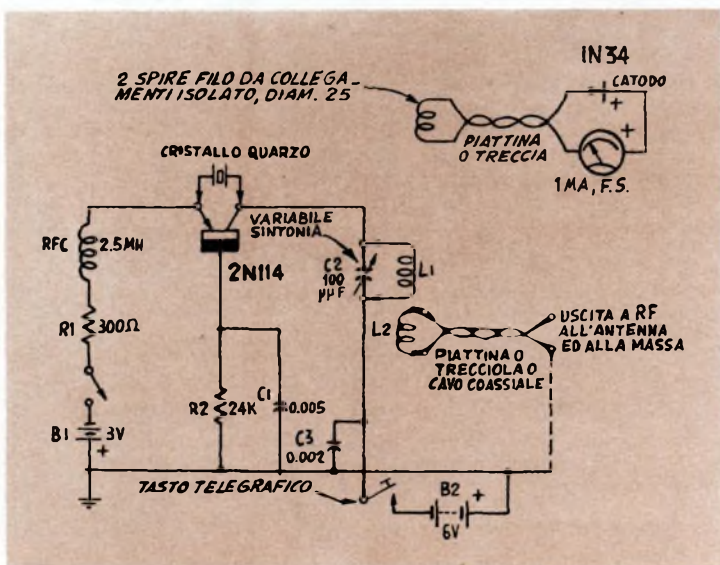 2 SPIRE FILO DA COLLEGA_
MENTI ISOLATO, DIAM. 25
IN34
CATODO
+
+
PIATTINA
O TRECCIA
1 MA, F.S.
CRISTALLO QUARZO
VARIABILE
SINTONIA
RFC 2.5MH
2N114
C2
100
µµF
L1
R1 300Ω
L2
USCITA A RF
ALL'ANTENNA
ED ALLA MASSA
PIATTINA O
TRECCIOLA O
CAVO COASSIALE
R2 24K
C1 0.005
B1 3V
+
C3
0.002
TASTO TELEGRAFICO
B2 +
6V